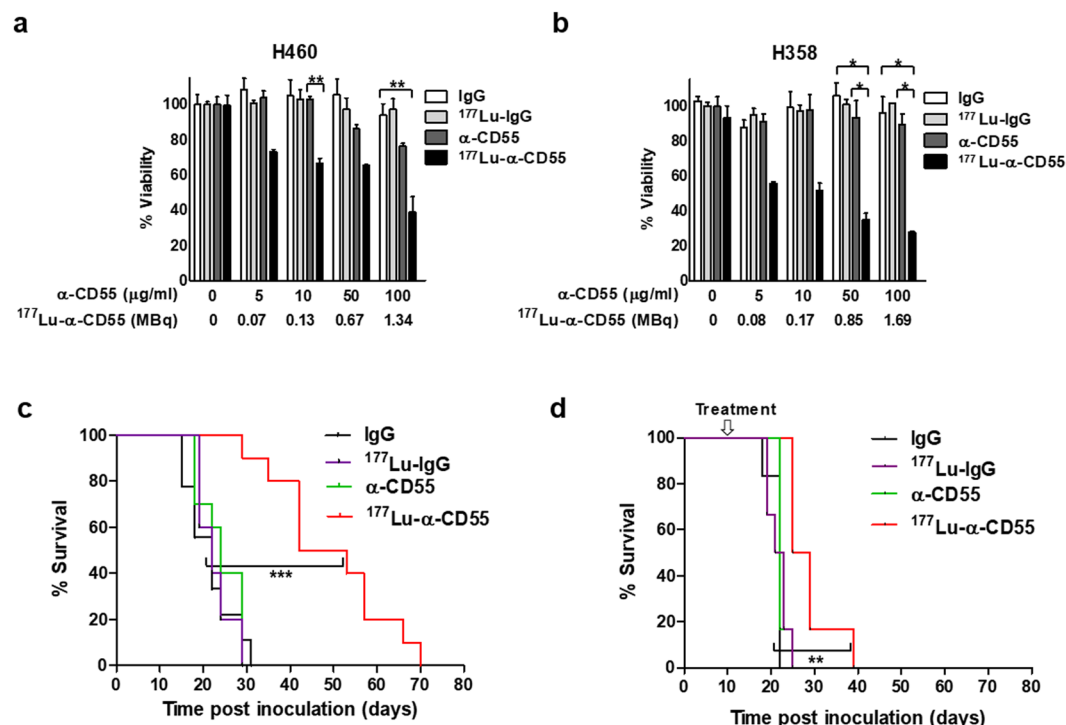 a
H460
% Viability
100
80
60
40
20
0
**
**
IgG
¹⁷⁷Lu-IgG
α-CD55
¹⁷⁷Lu-α-CD55
α-CD55 (μg/ml) 0 5 10 50 100
¹⁷⁷Lu-α-CD55 (MBq) 0 0.07 0.13 0.67 1.34
b
H358
% Viability
100
80
60
40
20
0
* *
* *
IgG
¹⁷⁷Lu-IgG
α-CD55
¹⁷⁷Lu-α-CD55
α-CD55 (μg/ml) 0 5 10 50 100
¹⁷⁷Lu-α-CD55 (MBq) 0 0.08 0.17 0.85 1.69
c
% Survival
100
80
60
40
20
0
IgG
¹⁷⁷Lu-IgG
α-CD55
¹⁷⁷Lu-α-CD55
***
0 20 30 40 50 60 70 80
Time post inoculation (days)
d
Treatment
% Survival
100
80
60
40
20
0
IgG
¹⁷⁷Lu-IgG
α-CD55
¹⁷⁷Lu-α-CD55
**
0 10 20 30 40 50 60 70 80
Time post inoculation (days)